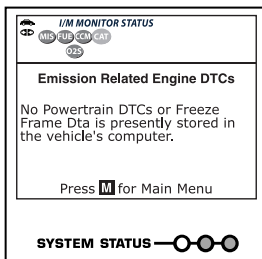 I/M MONITOR STATUS
MIS FUE CCM CAT
O2S
Emission Related Engine DTCs
No Powertrain DTCs or Freeze
Frame Dta is presently stored in
the vehicle's computer.
Press M for Main Menu
SYSTEM STATUS